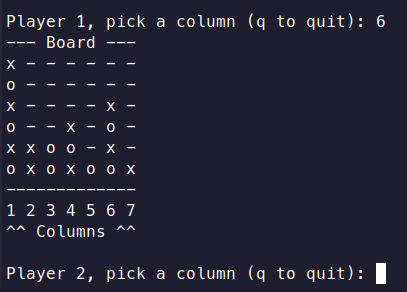 Player 1, pick a column (q to quit): 6
--- Board ---
x - - - - - -
o - - - - - -
x - - - - x -
o - - x - o -
x x o o - x -
o x o x o o x
-------------
1 2 3 4 5 6 7
^^ Columns ^^
Player 2, pick a column (q to quit):